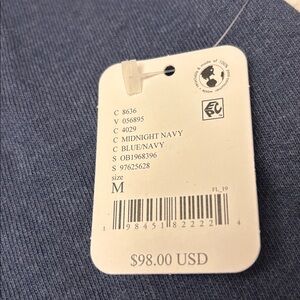 C 8636
V 056895
C 4029
C MIDNIGHT NAVY
C BLUE/NAVY
S OB1968396
S 97625628
size
M
FL_19
1 98451 82222 4
$98.00 USD